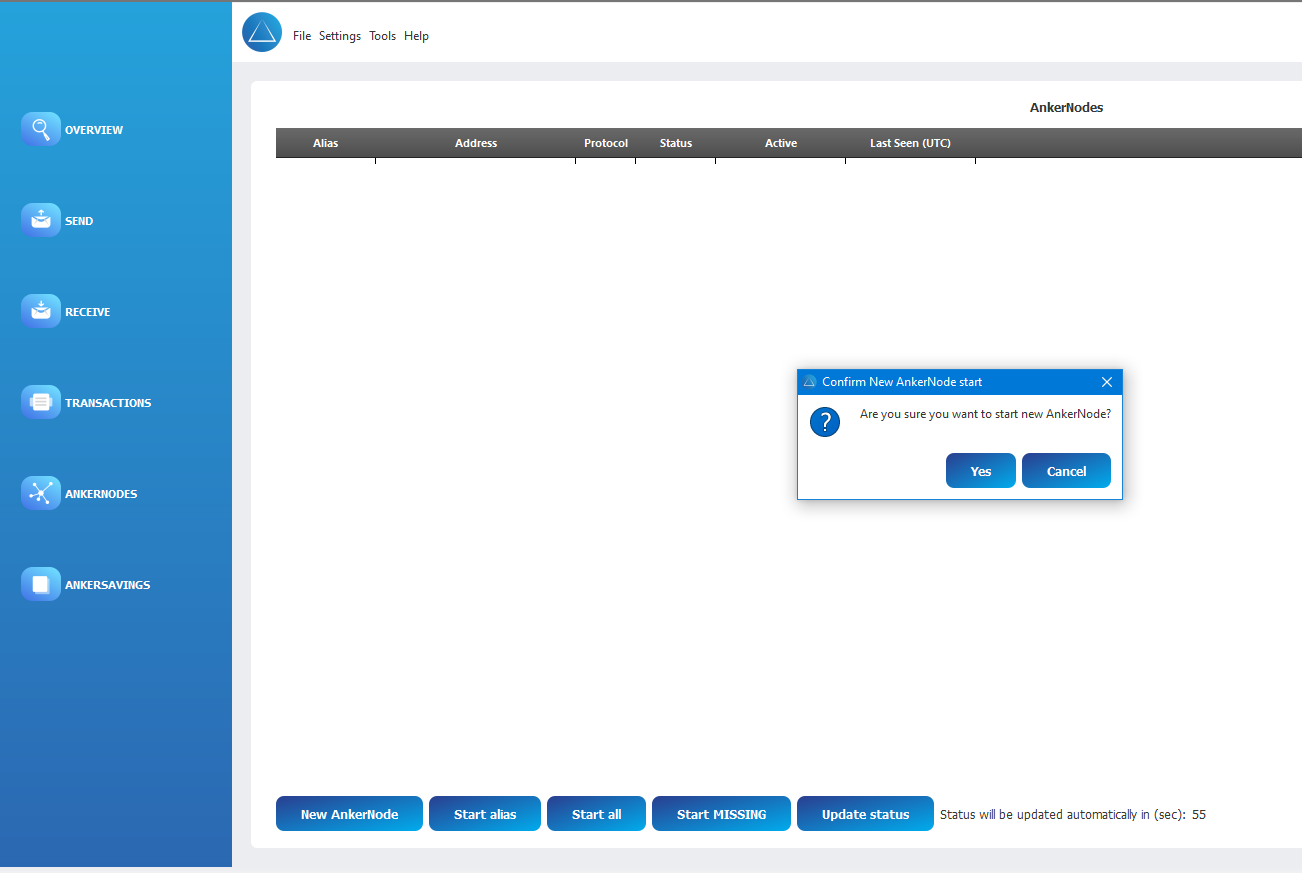 File Settings Tools Help
OVERVIEW
SEND
RECEIVE
TRANSACTIONS
ANKERNODES
ANKERSAVINGS
AnkerNodes
Alias Address Protocol Status Active Last Seen (UTC)
Confirm New AnkerNode start
? Are you sure you want to start new AnkerNode?
Yes Cancel
New AnkerNode Start alias Start all Start MISSING Update status Status will be updated automatically in (sec): 55